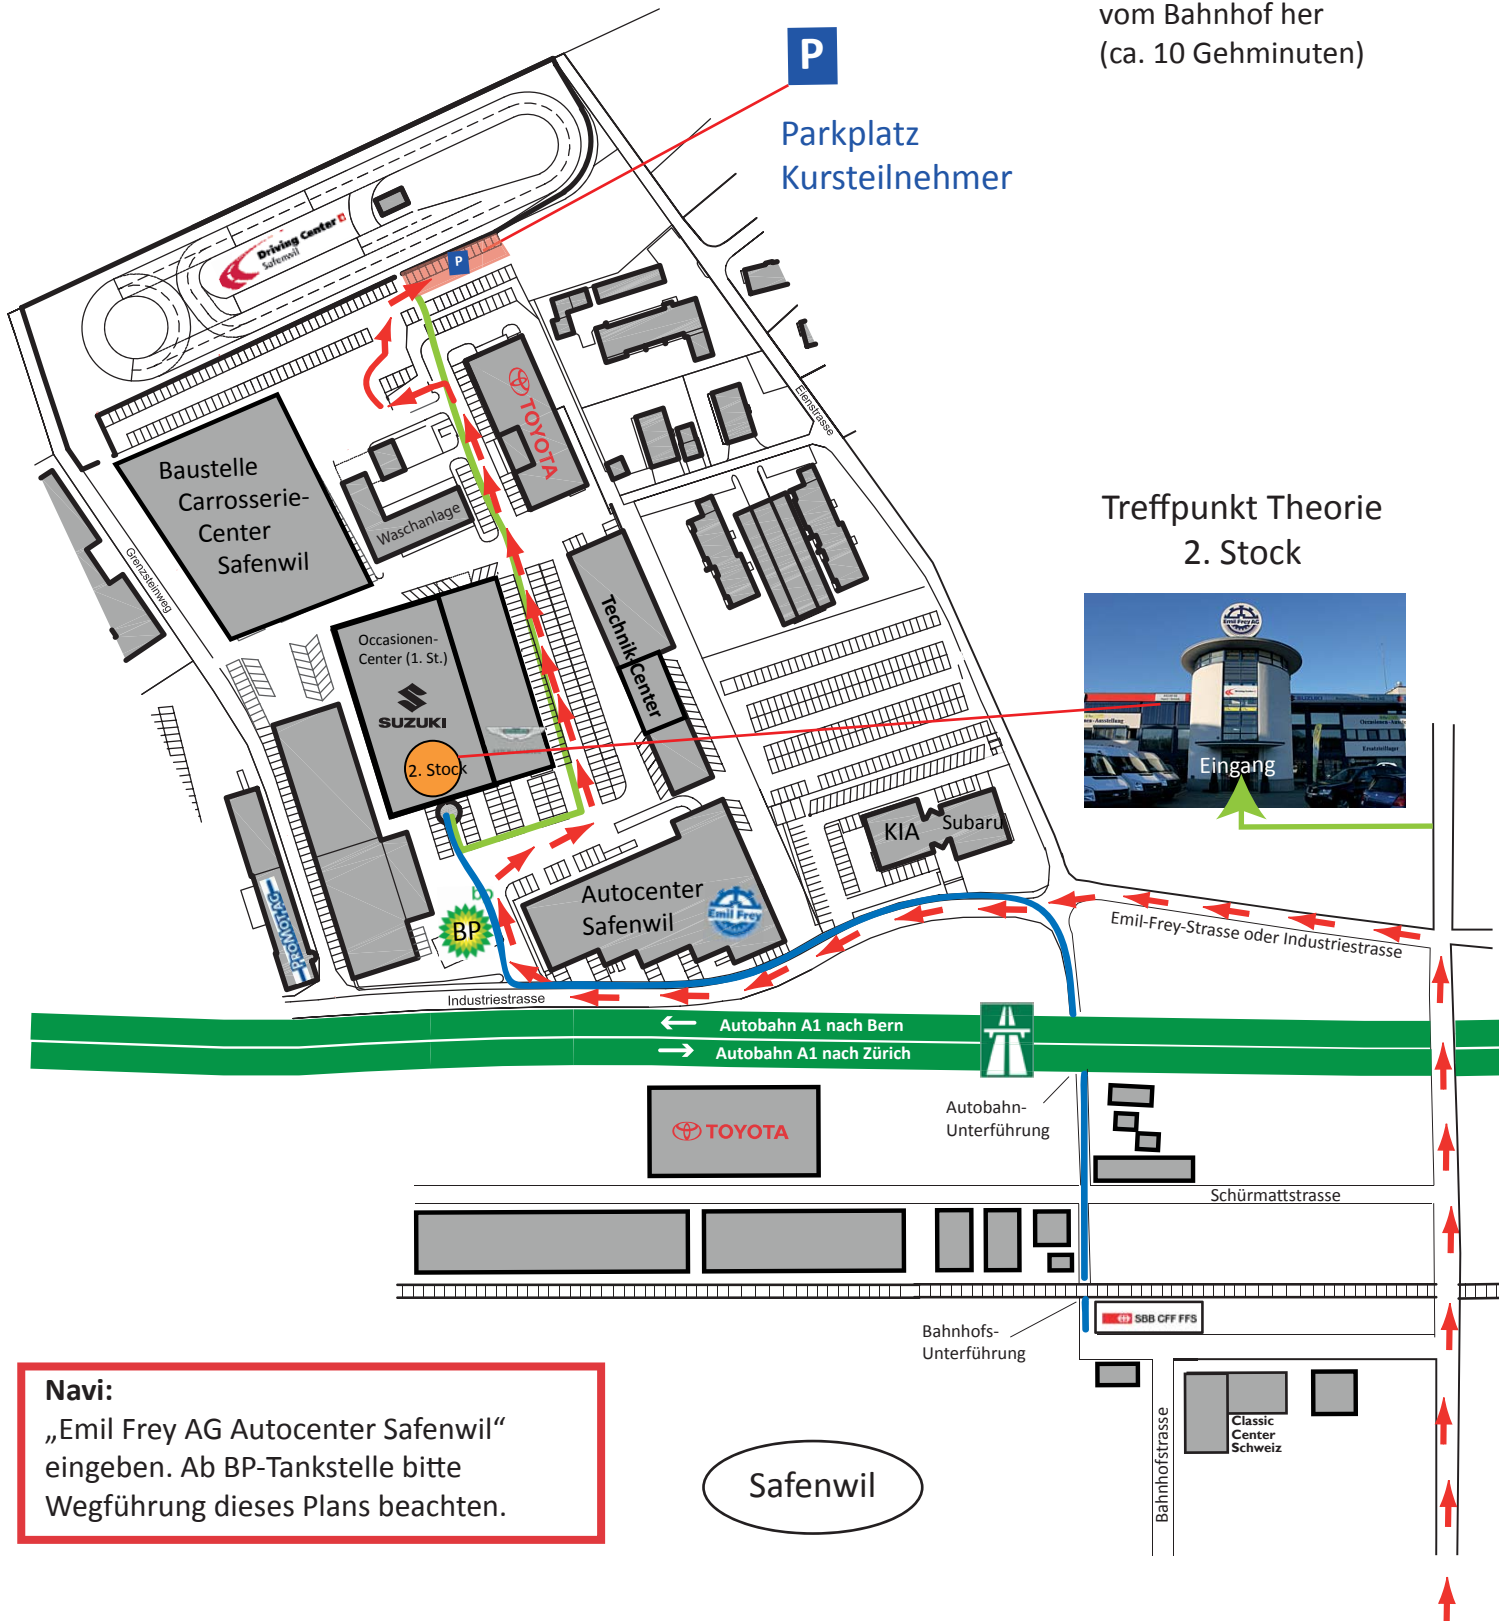 vom Bahnhof her
(ca. 10 Gehminuten)
P
Parkplatz
Kursteilnehmer
Driving Center
Safenwil
P
TOYOTA
Eienstrasse
Baustelle
Carrosserie-
Center
Safenwil
Waschanlage
Grenzsteinweg
Treffpunkt Theorie
2. Stock
Emil Frey AG
Occasionen-
Center (1. St.)
SUZUKI
2. Stock
Technik-Center
Eingang
KIA
Subaru
Autocenter
Safenwil
Emil Frey
bp
BP
PROMOTAG
Emil-Frey-Strasse oder Industriestrasse
Industriestrasse
Autobahn A1 nach Bern
Autobahn A1 nach Zürich
TOYOTA
Autobahn-
Unterführung
Schürmattstrasse
SBB CFF FFS
Bahnhofs-
Unterführung
Navi:
„Emil Frey AG Autocenter Safenwil“
eingeben. Ab BP-Tankstelle bitte
Wegführung dieses Plans beachten.
Safenwil
Bahnhofstrasse
Classic
Center
Schweiz